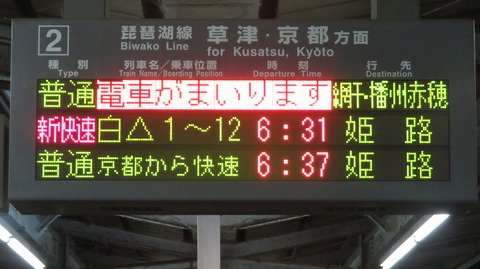 2 琵琶湖線 草津・京都方面
Biwako Line for Kusatsu, Kyōto
種別 列車名/乗車位置 時刻 行先
Type Train Name/Boarding Position Departure Time Destination
普通 電車がまいります 網干・播州赤穂
新快速 白△1～12 6:31 姫路
普通 京都から快速 6:37 姫路